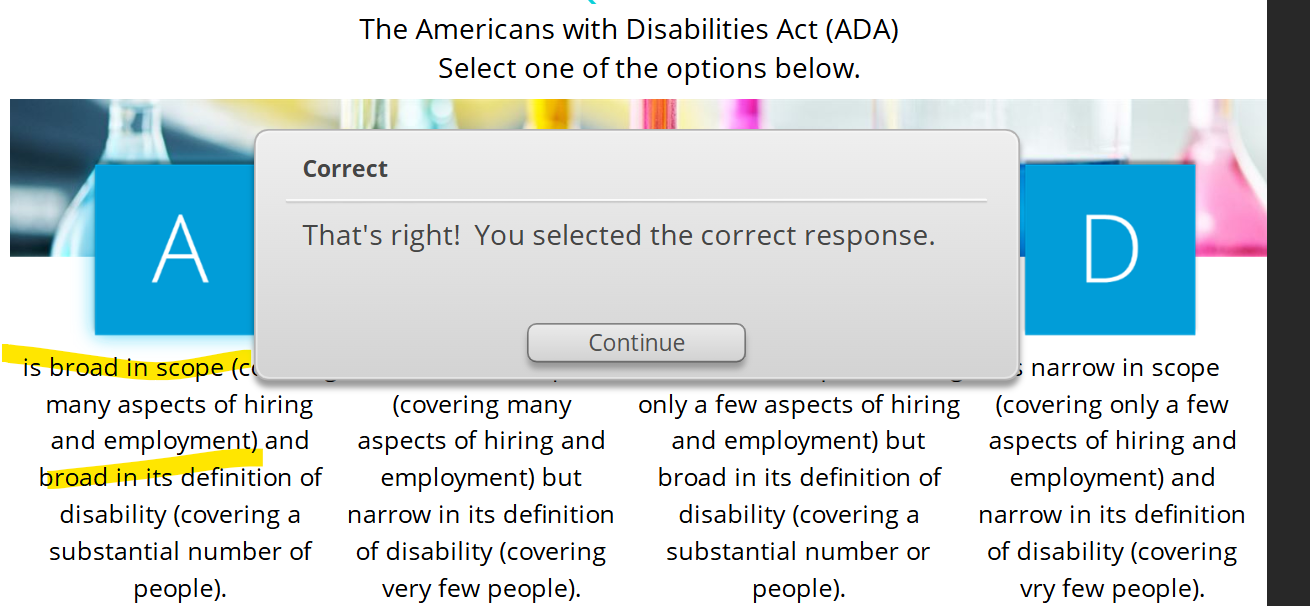 The Americans with Disabilities Act (ADA)
Select one of the options below.
Correct
That's right! You selected the correct response.
Continue
A
is broad in scope
many aspects of hiring
and employment) and
broad in its definition of
disability (covering a
substantial number of
people).
(covering many
aspects of hiring and
employment) but
narrow in its definition
of disability (covering
very few people).
only a few aspects of hiring
and employment) but
broad in its definition of
disability (covering a
substantial number or
people).
D
narrow in scope
(covering only a few
aspects of hiring and
employment) and
narrow in its definition
of disability (covering
vry few people).